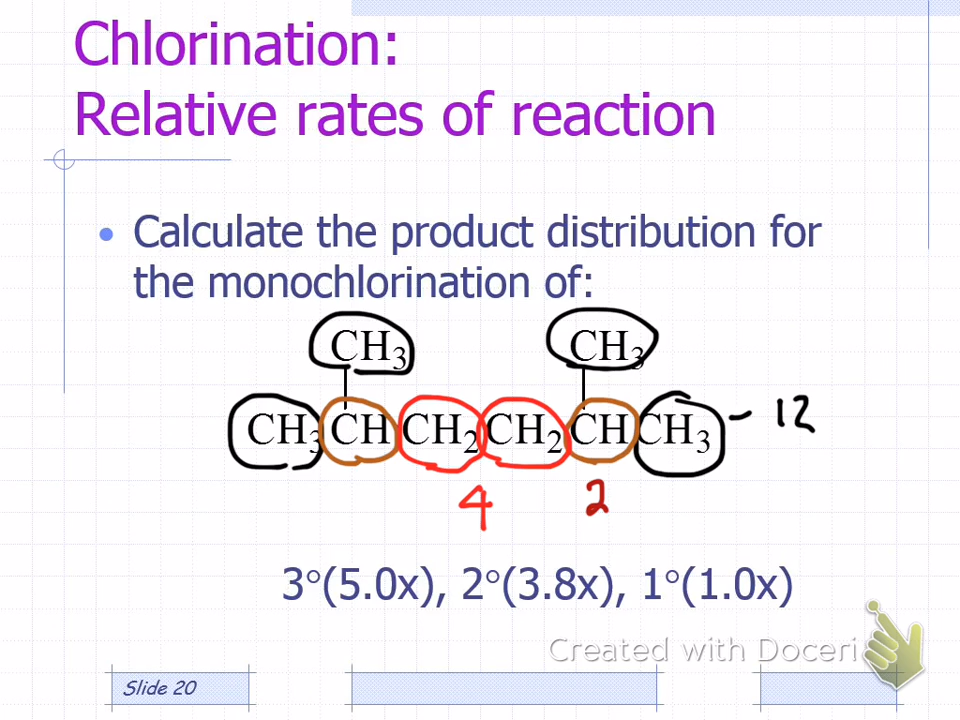 Chlorination:
Relative rates of reaction
• Calculate the product distribution for
the monochlorination of:
CH₃ CH₃
CH₃ CH CH₂ CH₂ CH CH₃ – 12
4 2
3°(5.0x), 2°(3.8x), 1°(1.0x)
Created with Doceri
Slide 20